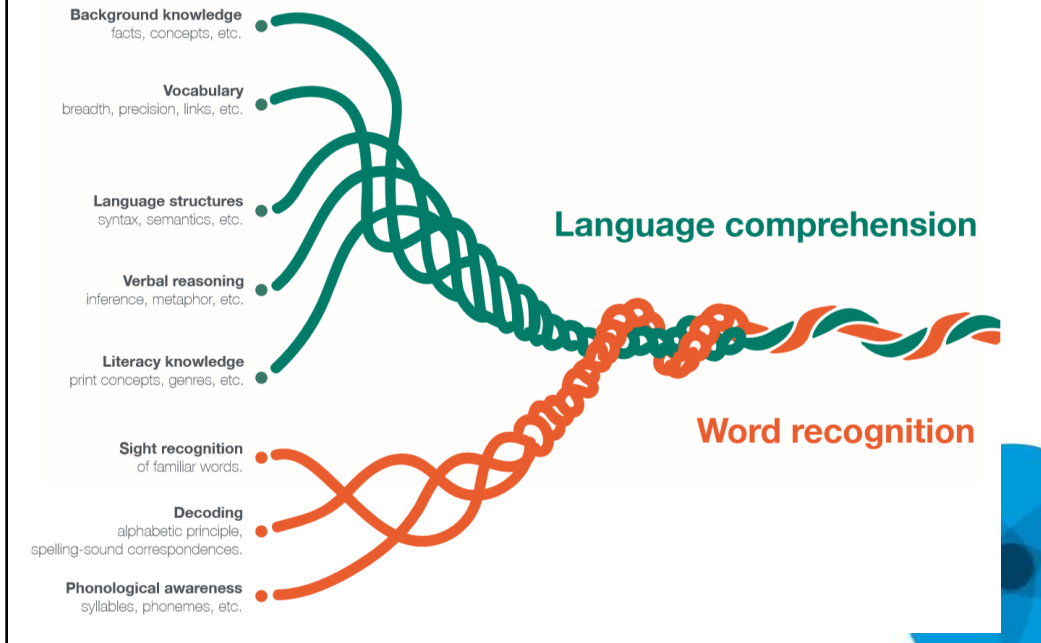 Background knowledge
facts, concepts, etc.
Vocabulary
breadth, precision, links, etc.
Language structures
syntax, semantics, etc.
Verbal reasoning
inference, metaphor, etc.
Literacy knowledge
print concepts, genres, etc.
Language comprehension
Sight recognition
of familiar words.
Decoding
alphabetic principle,
spelling-sound correspondences.
Phonological awareness
syllables, phonemes, etc.
Word recognition